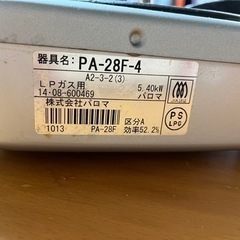 器具名: PA-28F-4
A2-3-2(3)
LPガス用 5.40kW
14·08-600469 パロマ
株式会社パロマ
区分A
1013 PA-28F 効率52.2%
PS
LPG